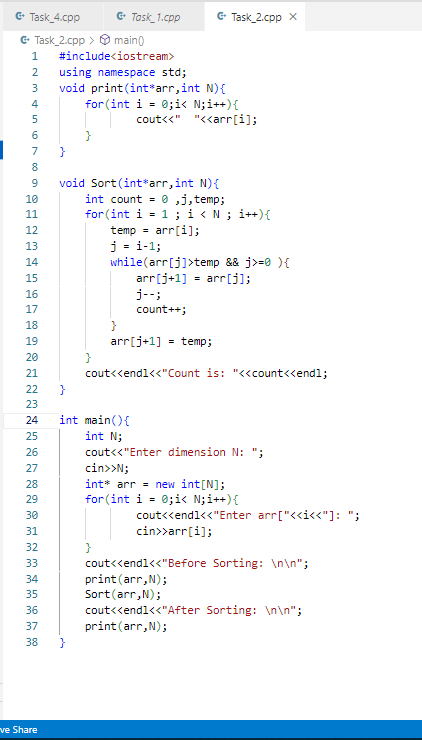 Task_4.cpp Task_1.cpp Task_2.cpp ×
Task_2.cpp > main()
1 #include<iostream>
2 using namespace std;
3 void print(int*arr,int N){
4     for(int i = 0;i< N;i++){
5             cout<<"  "<<arr[i];
6     }
7 }
8
9 void Sort(int*arr,int N){
10     int count = 0 ,j,temp;
11     for(int i = 1 ; i < N ; i++){
12         temp = arr[i];
13         j = i-1;
14         while(arr[j]>temp && j>=0 ){
15             arr[j+1] = arr[j];
16             j--;
17             count++;
18         }
19         arr[j+1] = temp;
20     }
21     cout<<endl<<"Count is: "<<count<<endl;
22 }
23
24 int main(){
25     int N;
26     cout<<"Enter dimension N: ";
27     cin>>N;
28     int* arr = new int[N];
29     for(int i = 0;i< N;i++){
30             cout<<endl<<"Enter arr["<<i<<"]: ";
31             cin>>arr[i];
32     }
33     cout<<endl<<"Before Sorting: \n\n";
34     print(arr,N);
35     Sort(arr,N);
36     cout<<endl<<"After Sorting: \n\n";
37     print(arr,N);
38 }
ve Share